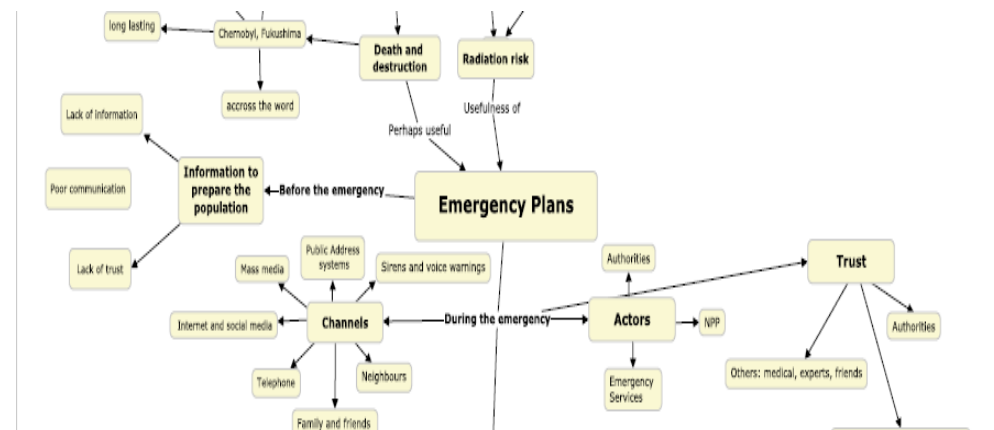 long lasting
Chernobyl, Fukushima
Death and
destruction
Radiation risk
accross the word
Lack of information
Usefulness of
Perhaps useful
Information to
prepare the
population
Poor communication
Before the emergency
Emergency Plans
Lack of trust
Mass media
Public Address
systems
Sirens and voice warnings
Authorities
Trust
Internet and social media
Channels
During the emergency
Actors
NPP
Authorities
Telephone
Neighbours
Emergency
Services
Others: medical, experts, friends
Family and friends